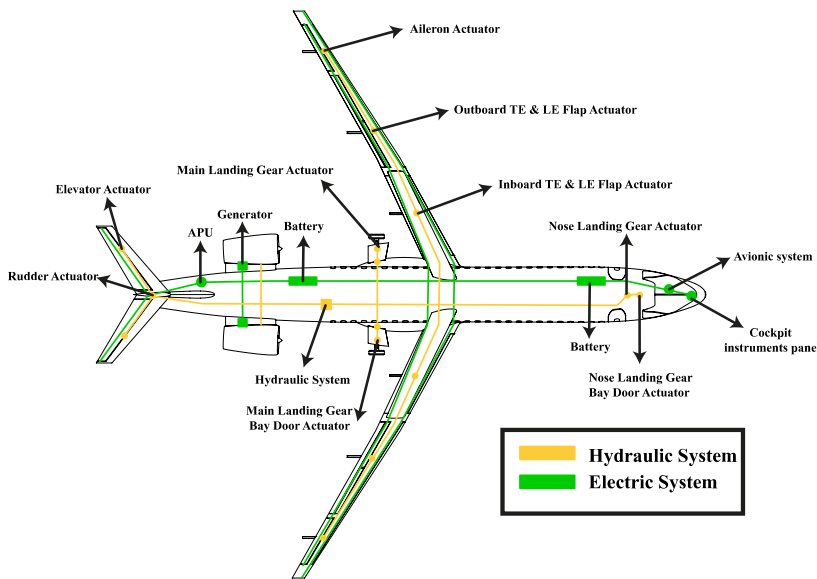 Aileron Actuator
Outboard TE & LE Flap Actuator
Main Landing Gear Actuator
Inboard TE & LE Flap Actuator
Elevator Actuator
Generator
APU
Battery
Nose Landing Gear Actuator
Avionic system
Rudder Actuator
Cockpit
instruments pane
Battery
Hydraulic System
Nose Landing Gear
Bay Door Actuator
Main Landing Gear
Bay Door Actuator
Hydraulic System
Electric System